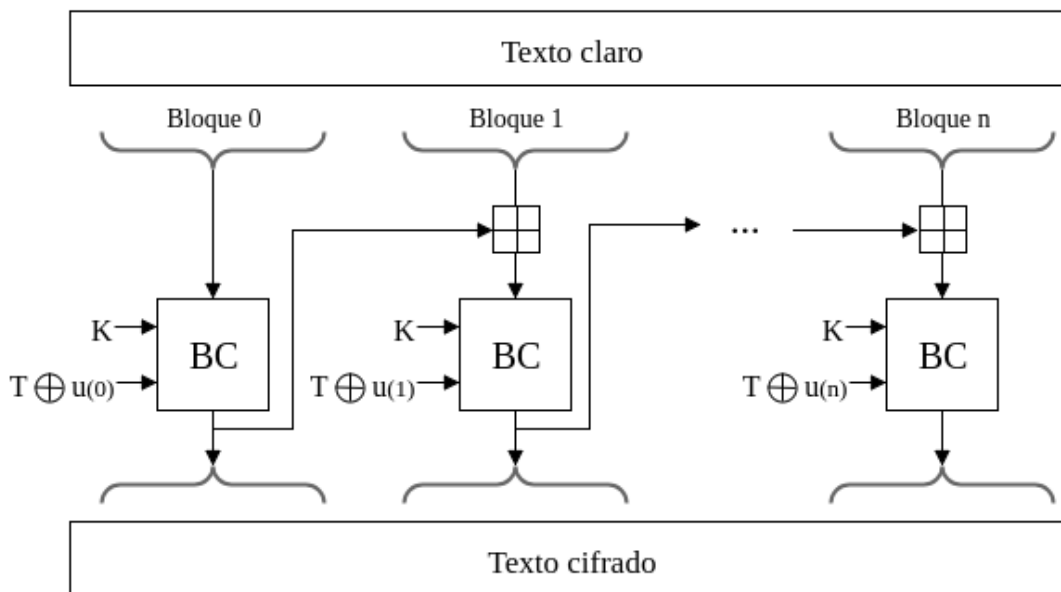 Texto claro
Bloque 0 Bloque 1 Bloque n
...
K K K
BC BC BC
T ⊕ u(0) T ⊕ u(1) T ⊕ u(n)
Texto cifrado